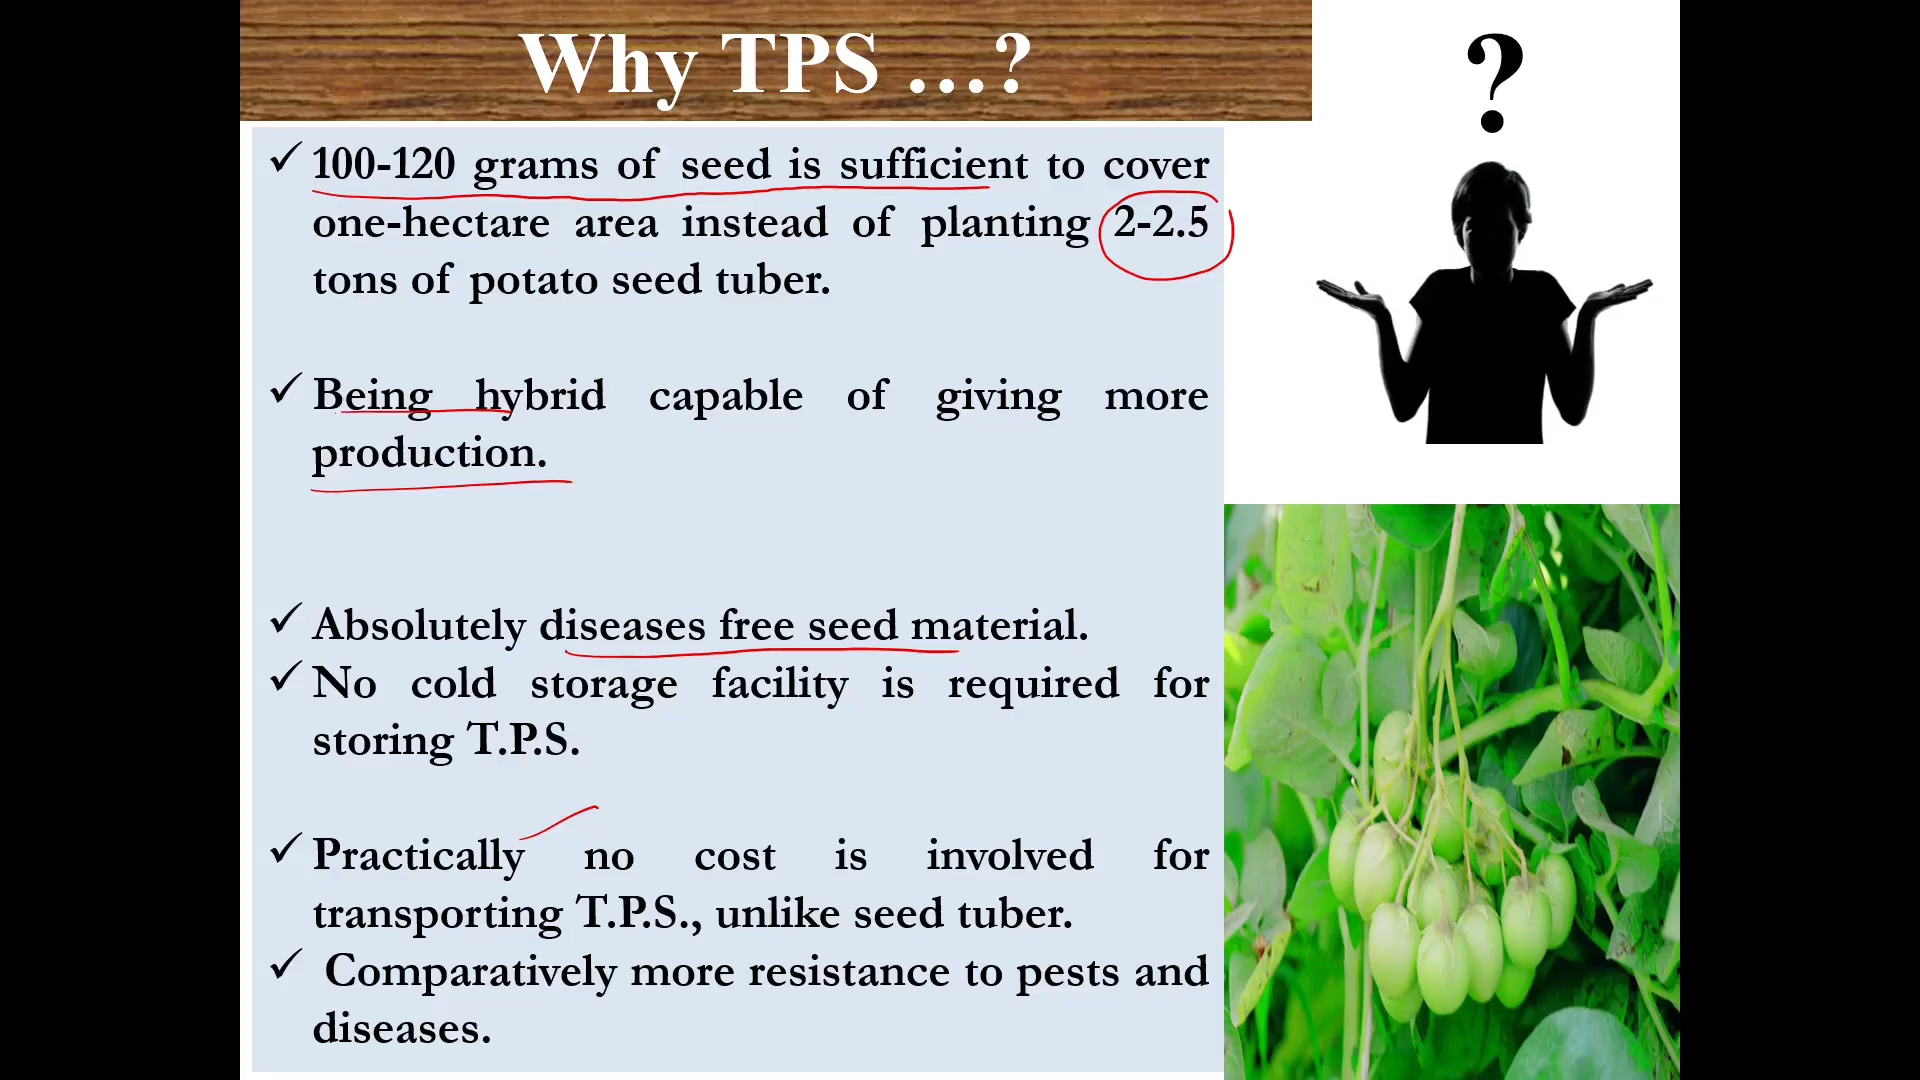 Why TPS ...?
?
✓ 100-120 grams of seed is sufficient to cover
one-hectare area instead of planting 2-2.5
tons of potato seed tuber.
✓ Being hybrid capable of giving more
production.
✓ Absolutely diseases free seed material.
✓ No cold storage facility is required for
storing T.P.S.
✓ Practically no cost is involved for
transporting T.P.S., unlike seed tuber.
✓ Comparatively more resistance to pests and
diseases.